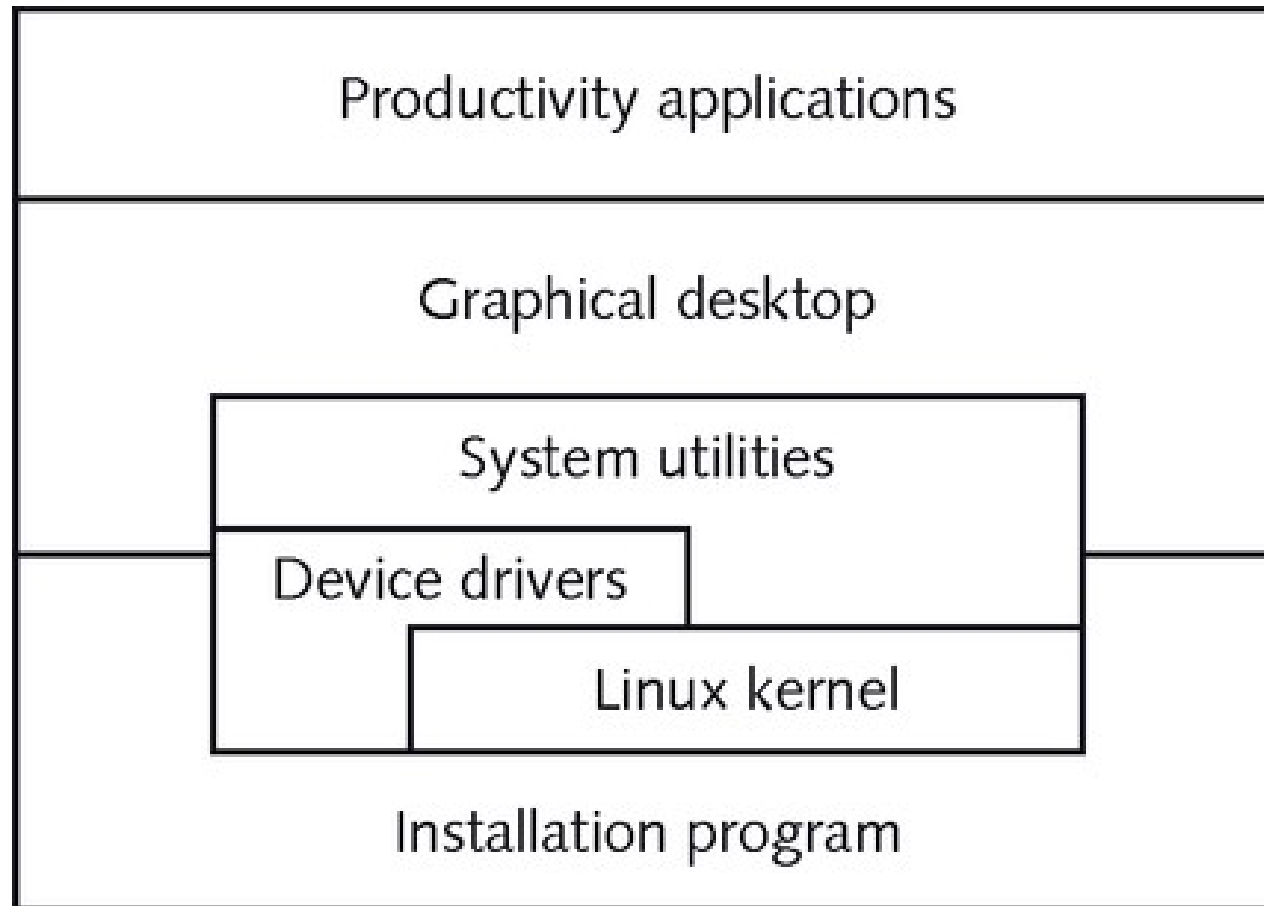 Productivity applications
Graphical desktop
System utilities
Device drivers
Linux kernel
Installation program